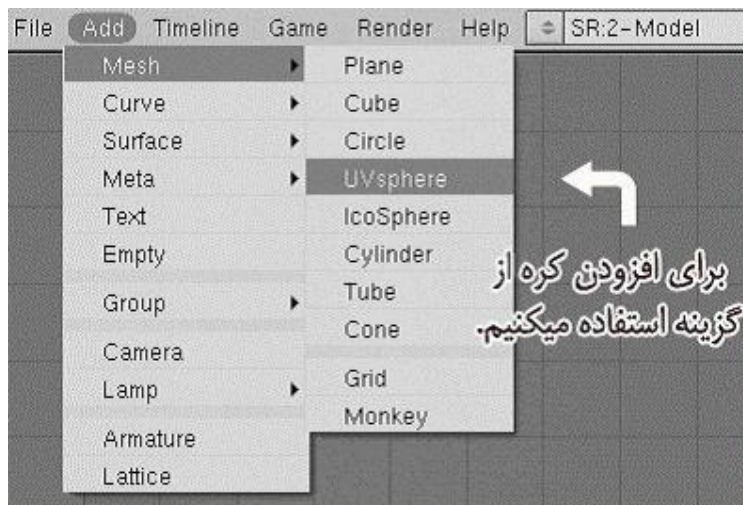 File Add Timeline Game Render Help SR:2-Model
Mesh
Curve
Surface
Meta
Text
Empty
Group
Camera
Lamp
Armature
Lattice
Plane
Cube
Circle
UVsphere
IcoSphere
Cylinder
Tube
Cone
Grid
Monkey
برای افزودن کره از
گزینه استفاده میکنیم.